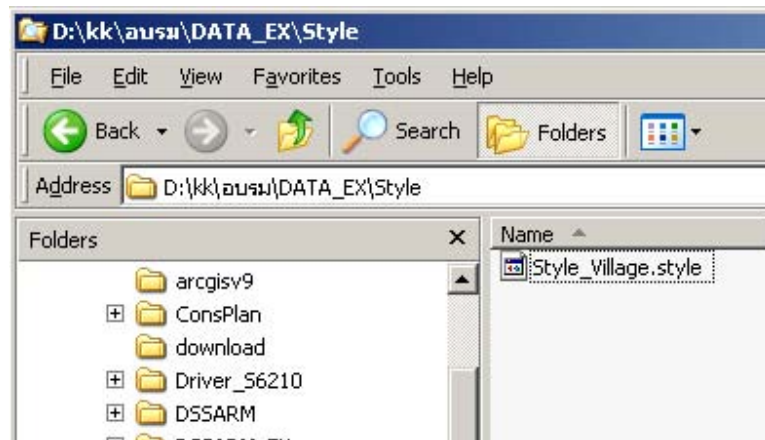 D:\kk\อบรม\DATA_EX\Style
File Edit View Favorites Tools Help
Back Search Folders
Address D:\kk\อบรม\DATA_EX\Style
Folders
Name
Style_Village.style
arcgisv9
ConsPlan
download
Driver_S6210
DSSARM